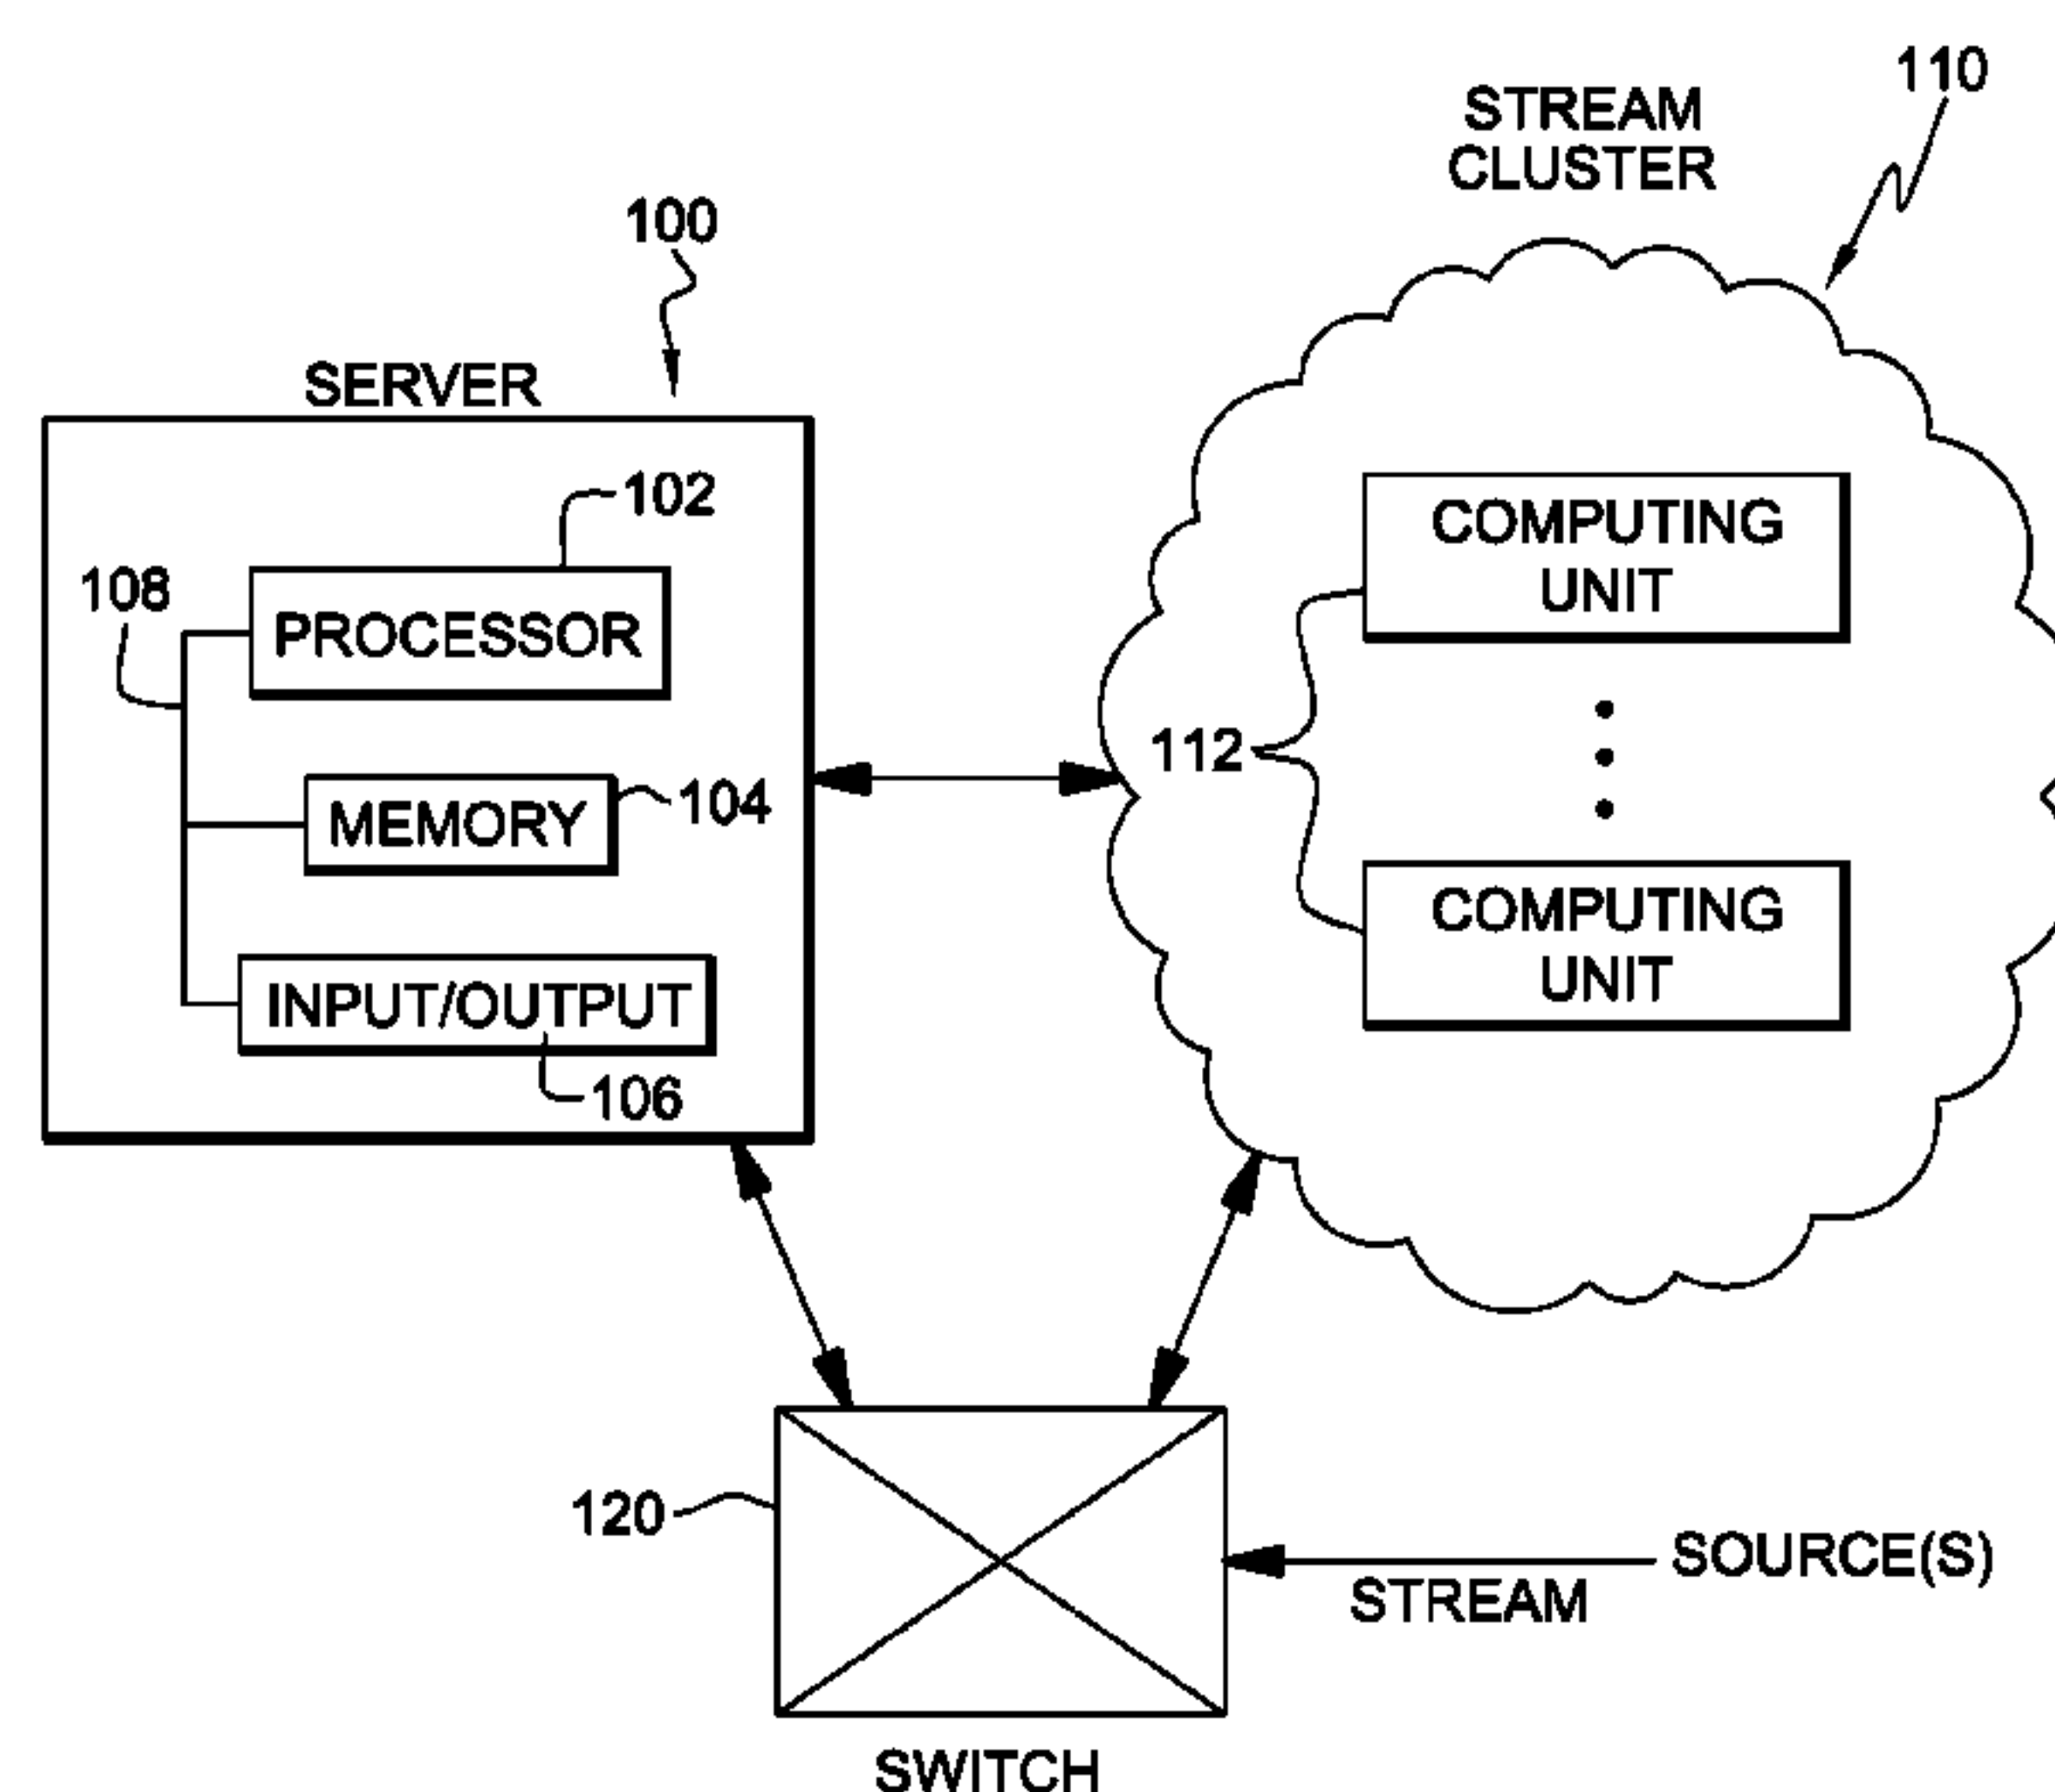 110
STREAM
CLUSTER
100
SERVER
102
108
PROCESSOR
COMPUTING
UNIT
112
104
MEMORY
COMPUTING
UNIT
INPUT/OUTPUT
106
120
SOURCE(S)
STREAM
SWITCH